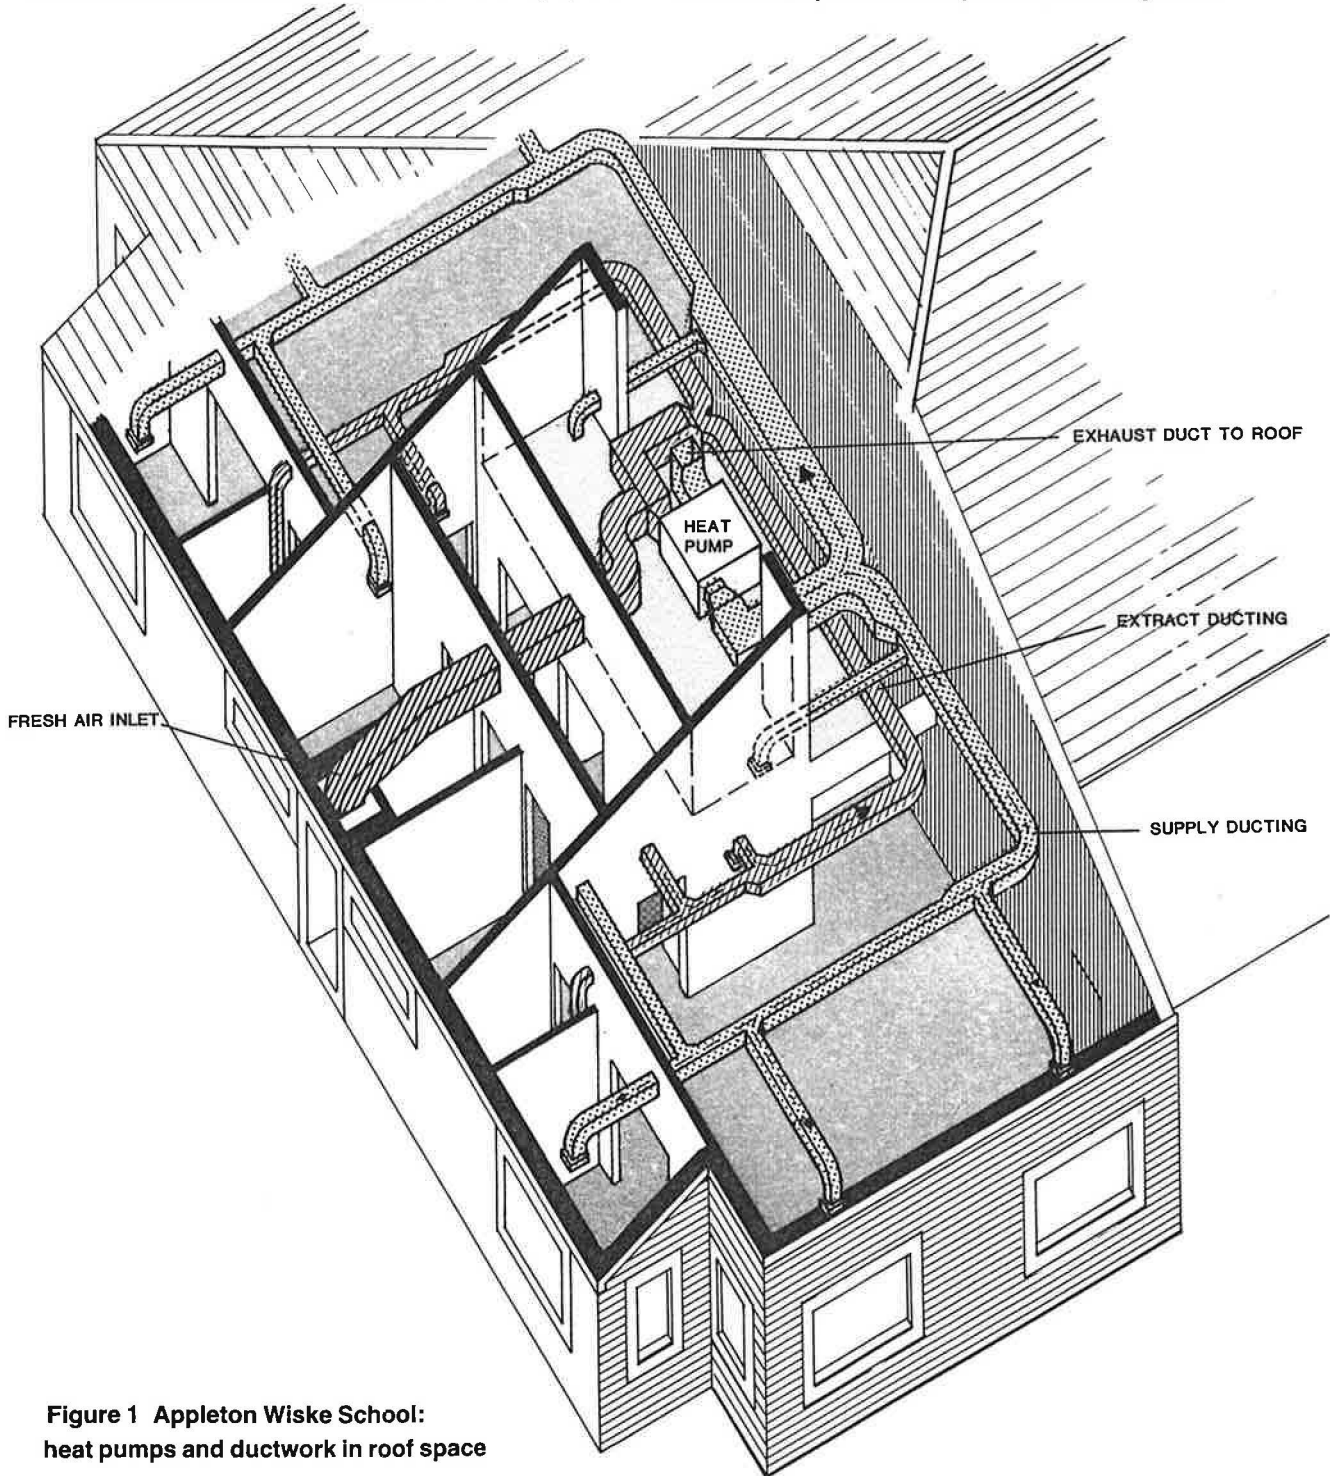 EXHAUST DUCT TO ROOF
HEAT
PUMP
EXTRACT DUCTING
FRESH AIR INLET
SUPPLY DUCTING
Figure 1 Appleton Wiske School:
heat pumps and ductwork in roof space